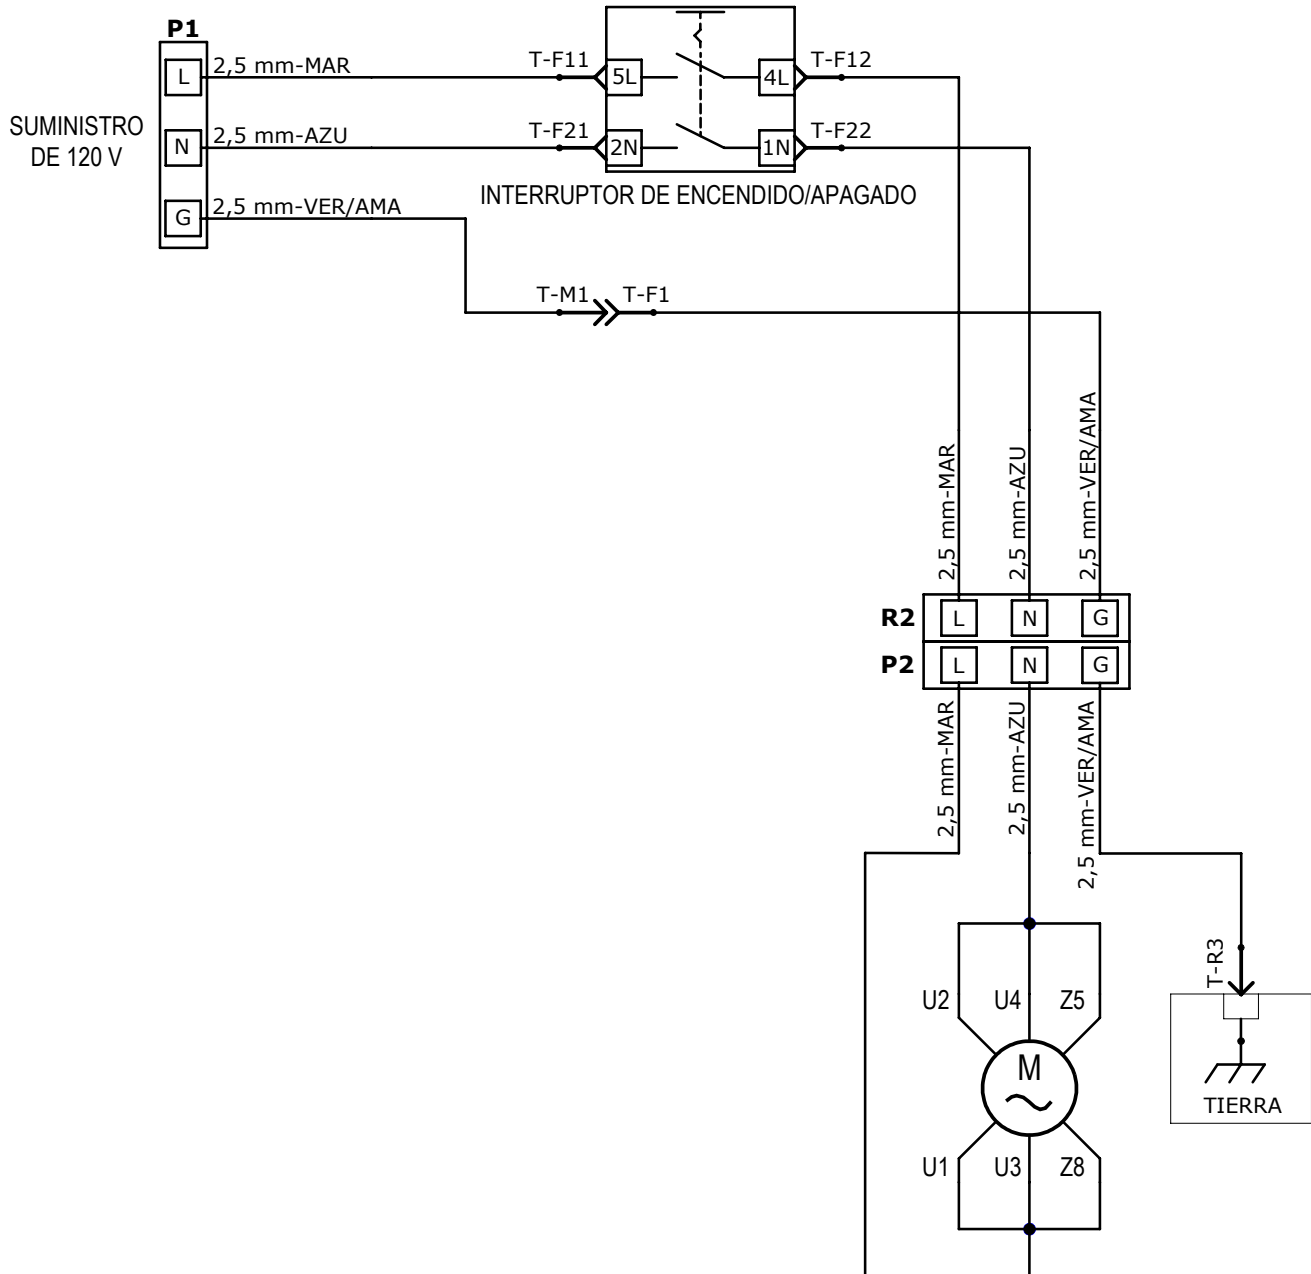 P1
SUMINISTRO
DE 120 V
L
2,5 mm-MAR
T-F11
5L
4L
T-F12
N
2,5 mm-AZU
T-F21
2N
1N
T-F22
G
2,5 mm-VER/AMA
INTERRUPTOR DE ENCENDIDO/APAGADO
T-M1
T-F1
2,5 mm-MAR
2,5 mm-AZU
2,5 mm-VER/AMA
R2
L
N
G
P2
L
N
G
2,5 mm-MAR
2,5 mm-AZU
2,5 mm-VER/AMA
T-R3
U2
U4
Z5
M
TIERRA
U1
U3
Z8